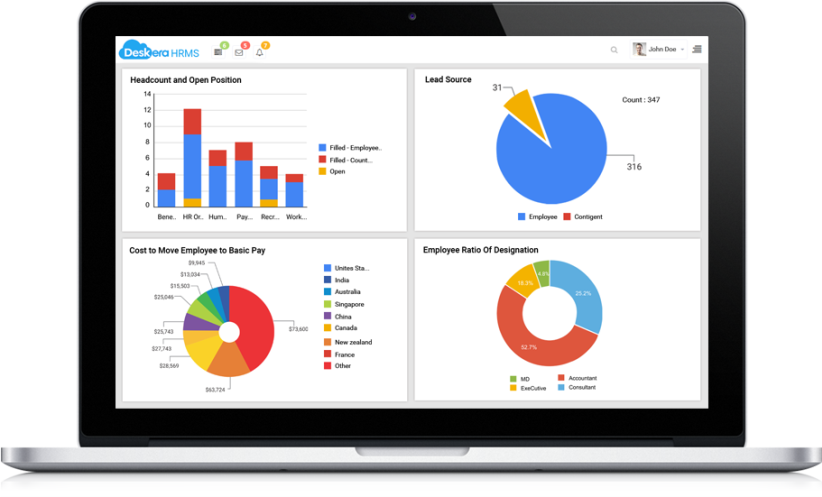 Deskera HRMS
6
5
7
John Doe
Headcount and Open Position
14
12
10
8
6
4
2
0
Bene.. HR Or.. Hum.. Pay... Recr... Work...
Filled - Employee..
Filled - Count...
Open
Lead Source
31
Count : 347
316
Employee Contigent
Cost to Move Employee to Basic Pay
$9,945
$13,034
$15,503
$25,046
$25,743
$27,743
$28,569
$63,724
$73,600
Unites Sta...
India
Australia
Singapore
China
Canada
New zealand
France
Other
Employee Ratio Of Designation
4.8%
25.2%
52.7%
MD Accountant
ExeCutive Consultant